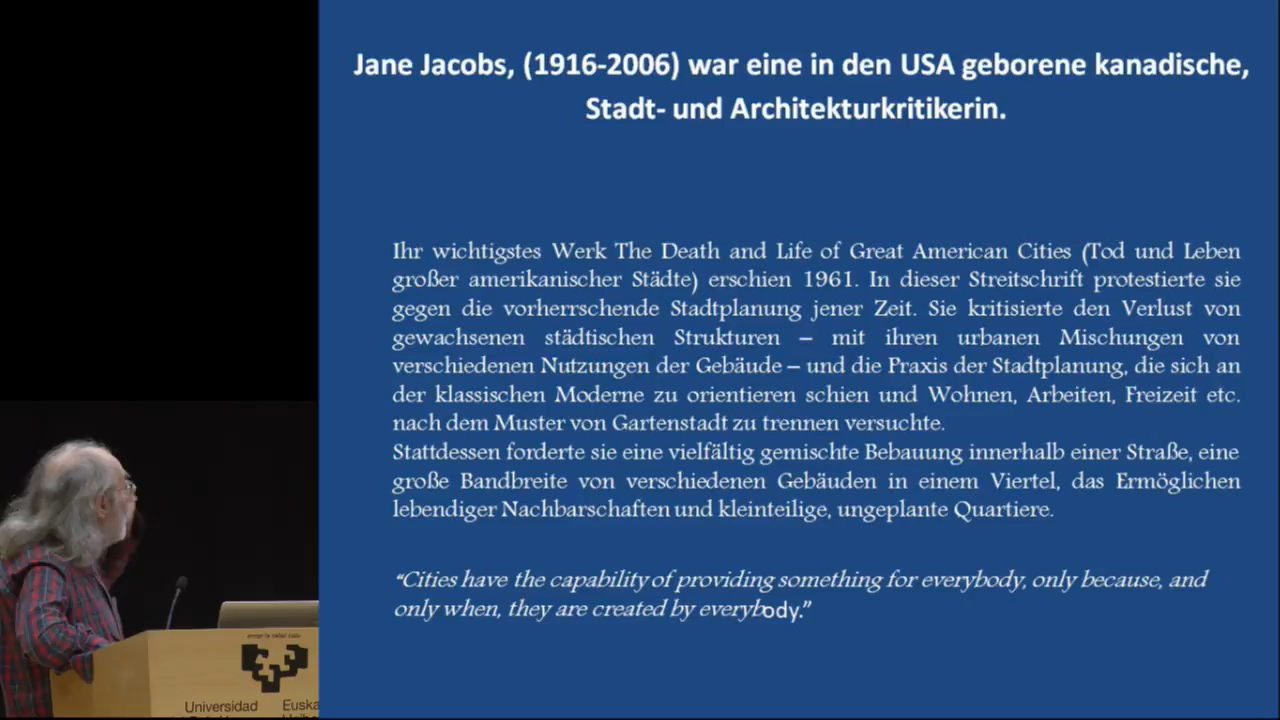 Jane Jacobs, (1916-2006) war eine in den USA geborene kanadische,
Stadt- und Architekturkritikerin.
Ihr wichtigstes Werk The Death and Life of Great American Cities (Tod und Leben
großer amerikanischer Städte) erschien 1961. In dieser Streitschrift protestierte sie
gegen die vorherrschende Stadtplanung jener Zeit. Sie kritisierte den Verlust von
gewachsenen städtischen Strukturen – mit ihren urbanen Mischungen von
verschiedenen Nutzungen der Gebäude – und die Praxis der Stadtplanung, die sich an
der klassischen Moderne zu orientieren schien und Wohnen, Arbeiten, Freizeit etc.
nach dem Muster von Gartenstadt zu trennen versuchte.
Stattdessen forderte sie eine vielfältig gemischte Bebauung innerhalb einer Straße, eine
große Bandbreite von verschiedenen Gebäuden in einem Viertel, das Ermöglichen
lebendiger Nachbarschaften und kleinteilige, ungeplante Quartiere.
“Cities have the capability of providing something for everybody, only because, and
only when, they are created by everybody.”
Universidad Euska